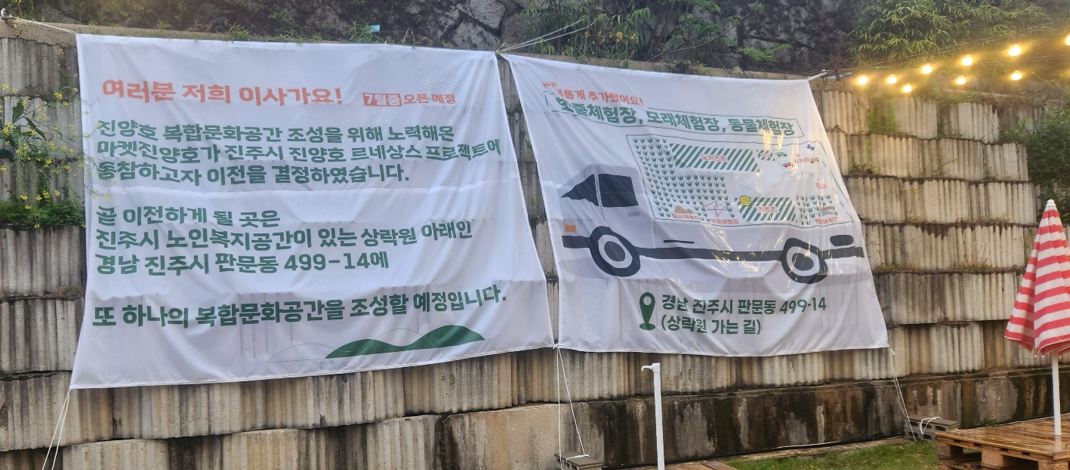 여러분 저희 이사가요! 7월중 오픈 예정
진양호 복합문화공간 조성을 위해 노력해온
마켓진양호가 진주시 진양호 르네상스 프로젝트에
동참하고자 이전을 결정하였습니다.
곧 이전하게 될 곳은
진주시 노인복지공간이 있는 상락원 아래인
경남 진주시 판문동 499-14에
또 하나의 복합문화공간을 조성할 예정입니다.
추가됐어요!
모래체험장, 동물체험장
경남 진주시 판문동 499-14
(상락원 가는 길)